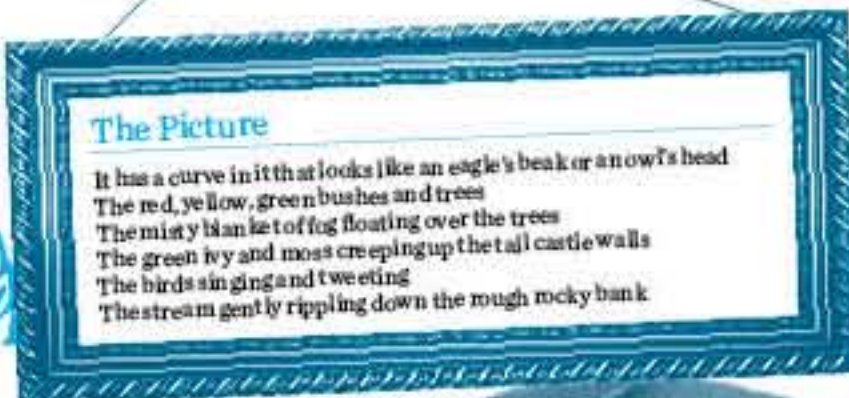 The Picture
It has a curve in it that looks like an eagle's beak or an owl's head
The red, yellow, green bushes and trees
The misty blanket of fog floating over the trees
The green ivy and moss creeping up the tall castle walls
The birds singing and tweeting
The stream gently rippling down the rough rocky bank